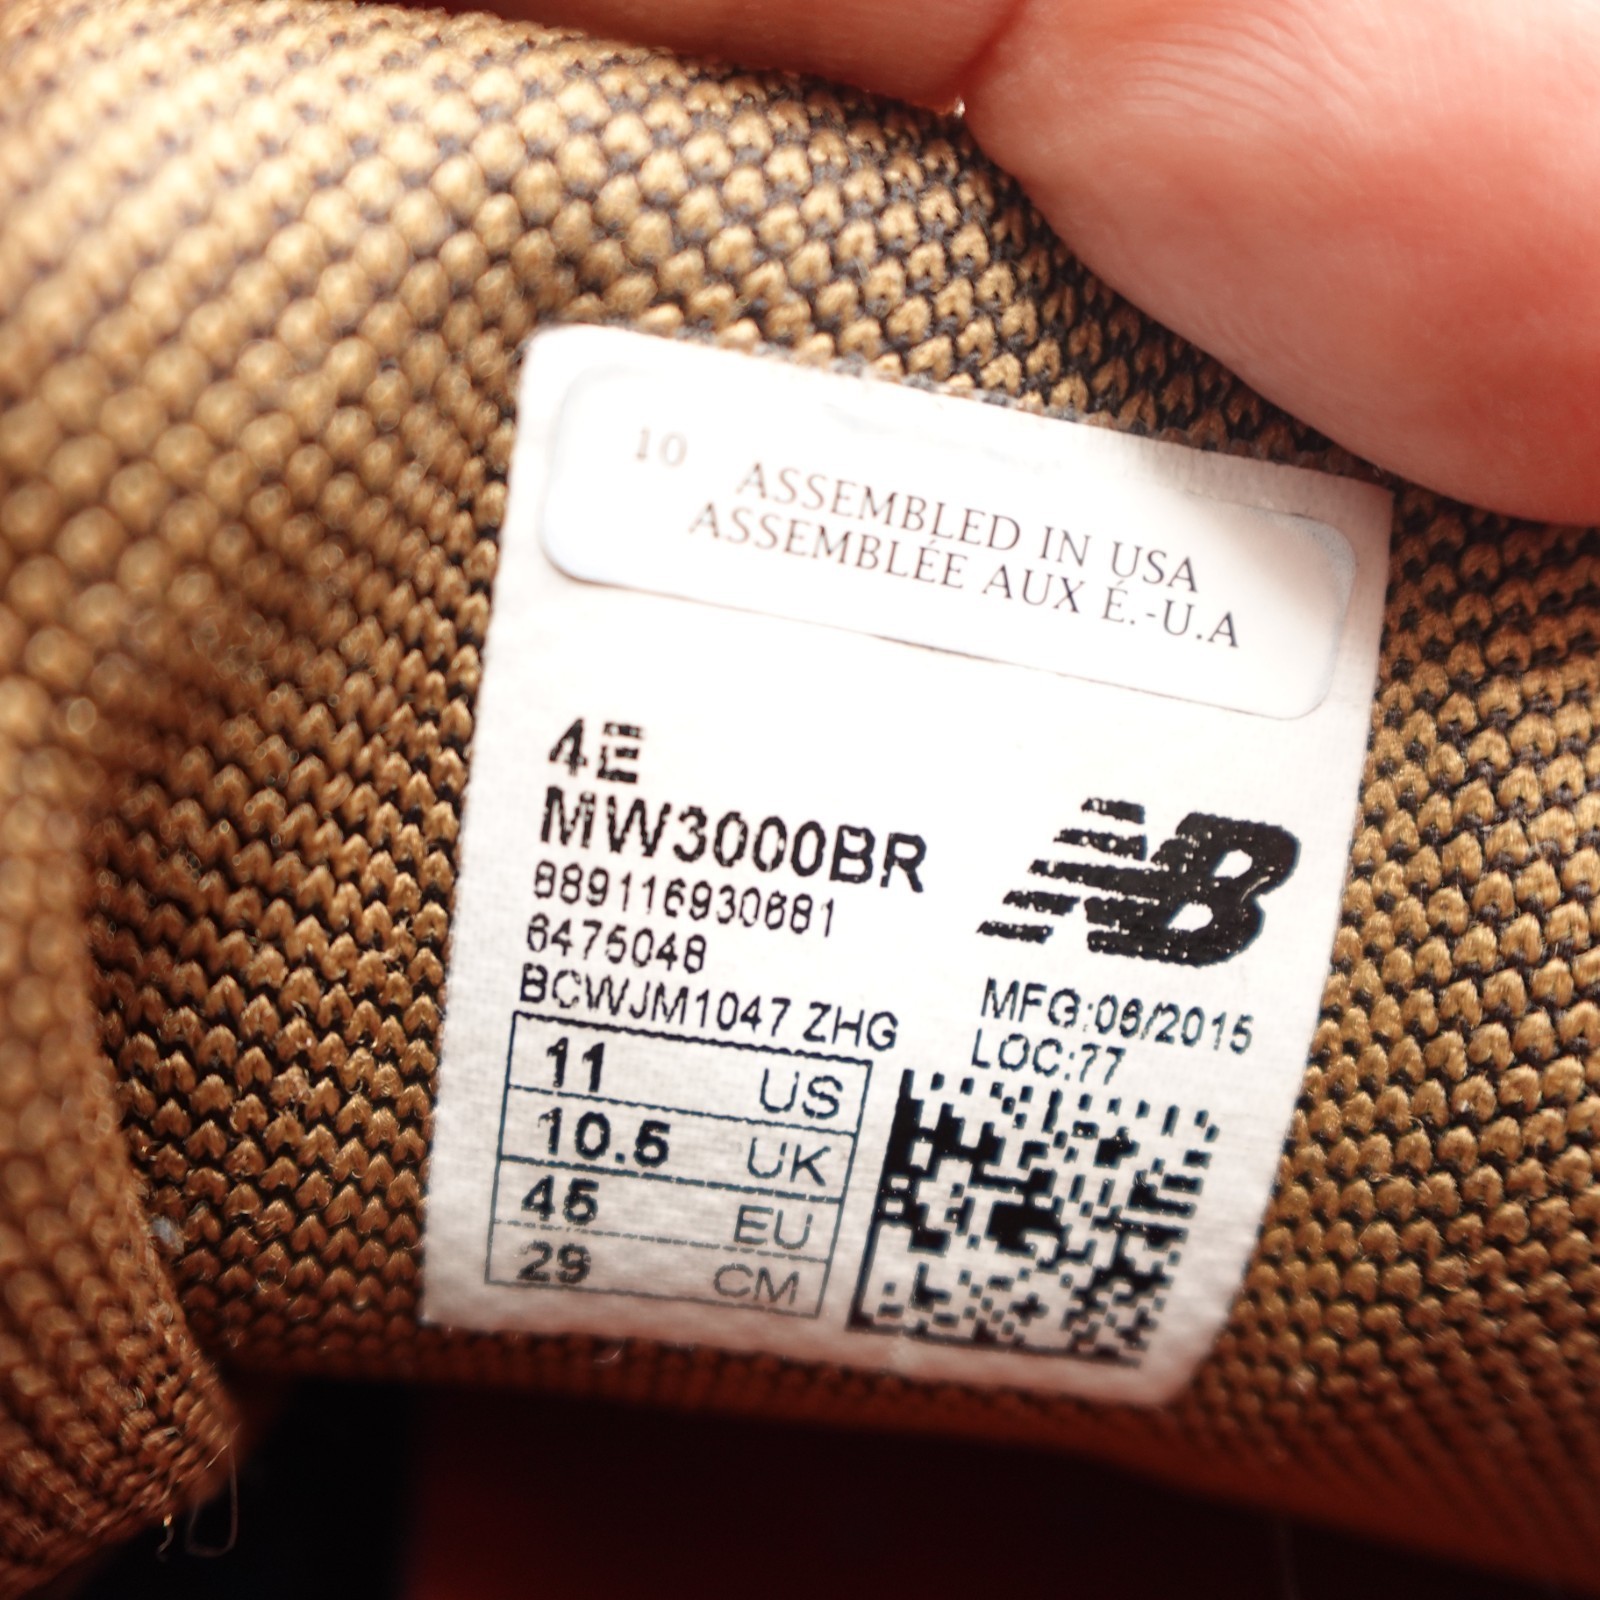 10
ASSEMBLED IN USA
ASSEMBLÉE AUX É.-U.A
4E
MW3000BR
889116930681
6475048
BCWJM1047 ZHG
NB
MFG:06/2015
LOC:77
11 US
10.5 UK
45 EU
29 CM